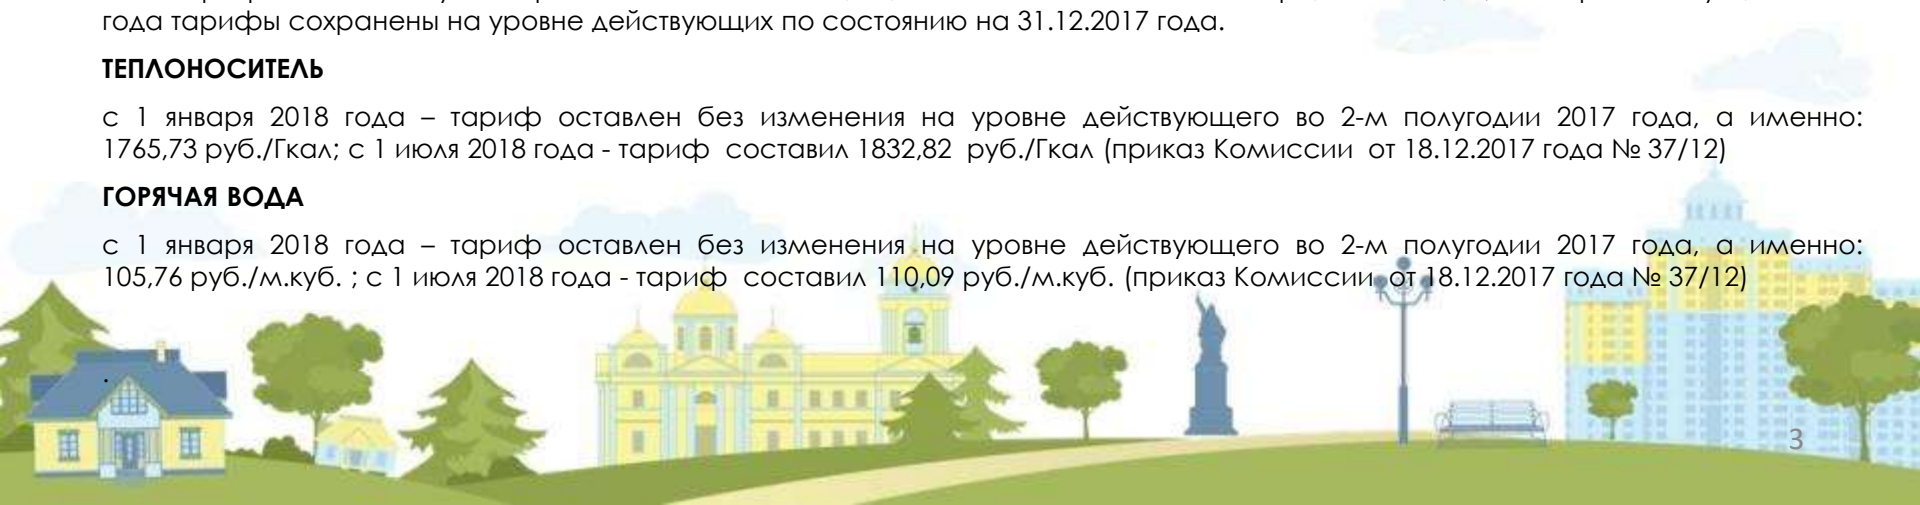 года тарифы сохранены на уровне действующих по состоянию на 31.12.2017 года.
ТЕПЛОНОСИТЕЛЬ
с 1 января 2018 года – тариф оставлен без изменения на уровне действующего во 2-м полугодии 2017 года, а именно:
1765,73 руб./Гкал; с 1 июля 2018 года - тариф составил 1832,82 руб./Гкал (приказ Комиссии от 18.12.2017 года № 37/12)
ГОРЯЧАЯ ВОДА
с 1 января 2018 года – тариф оставлен без изменения на уровне действующего во 2-м полугодии 2017 года, а именно:
105,76 руб./м.куб. ; с 1 июля 2018 года - тариф составил 110,09 руб./м.куб. (приказ Комиссии от 18.12.2017 года № 37/12)
.
3